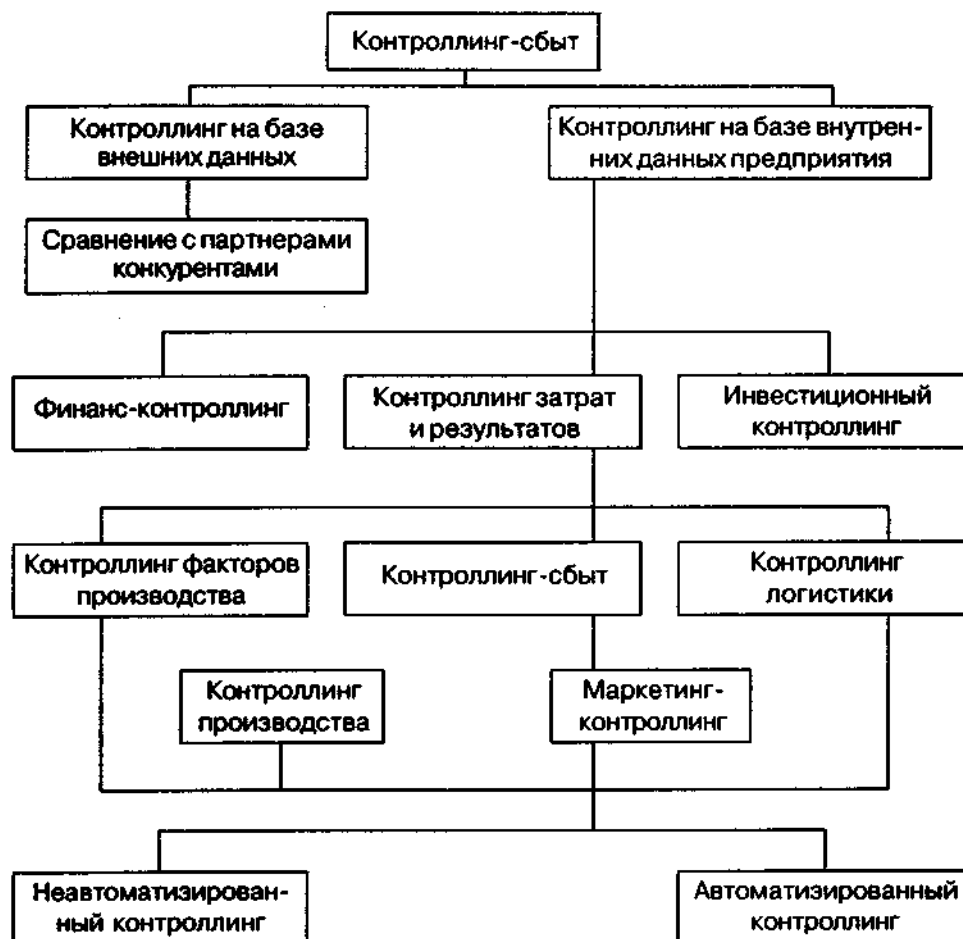 Контроллинг-сбыт
Контроллинг на базе
внешних данных
Контроллинг на базе внутрен-
них данных предприятия
Сравнение с партнерами
конкурентами
Финанс-контроллинг
Контроллинг затрат
и результатов
Инвестиционный
контроллинг
Контроллинг факторов
производства
Контроллинг-сбыт
Контроллинг
логистики
Контроллинг
производства
Маркетинг-
контроллинг
Неавтоматизирован-
ный контроллинг
Автоматизированный
контроллинг